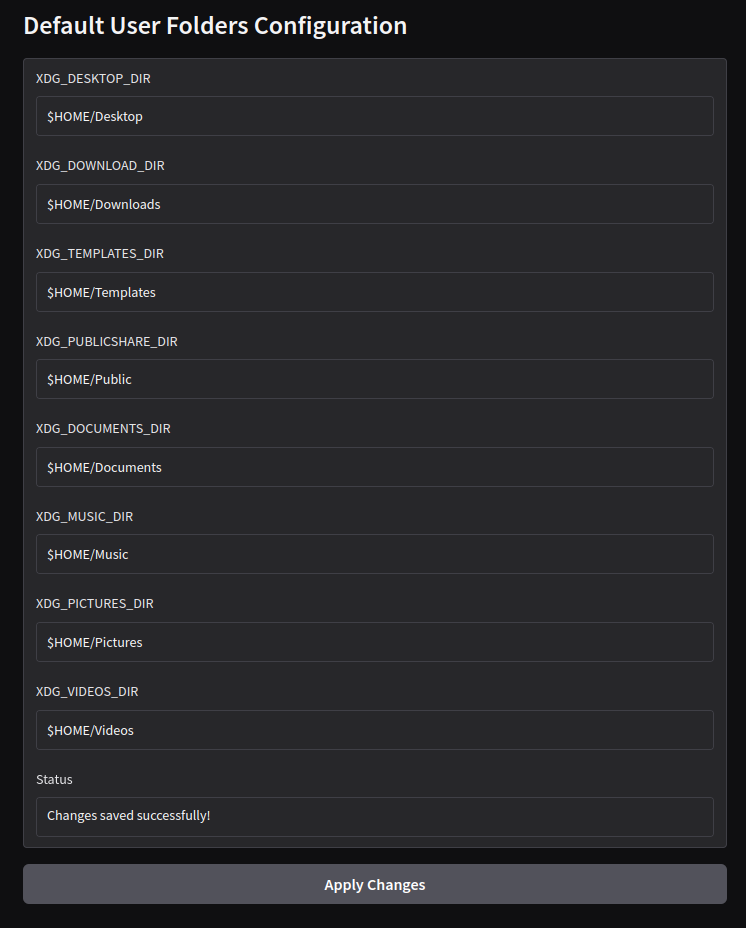 Default User Folders Configuration
XDG_DESKTOP_DIR
$HOME/Desktop
XDG_DOWNLOAD_DIR
$HOME/Downloads
XDG_TEMPLATES_DIR
$HOME/Templates
XDG_PUBLICSHARE_DIR
$HOME/Public
XDG_DOCUMENTS_DIR
$HOME/Documents
XDG_MUSIC_DIR
$HOME/Music
XDG_PICTURES_DIR
$HOME/Pictures
XDG_VIDEOS_DIR
$HOME/Videos
Status
Changes saved successfully!
Apply Changes